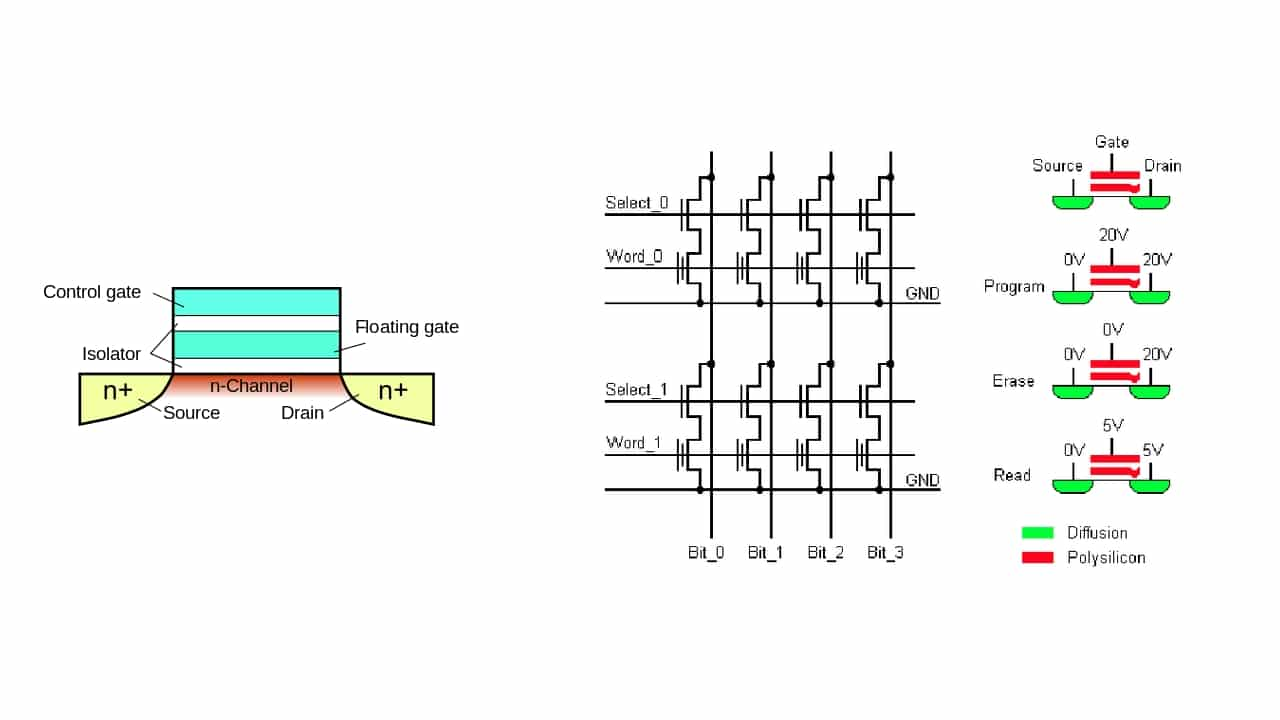 Control gate
Floating gate
Isolator
n-Channel
n+
n+
Source
Drain
Select_0
Word_0
GND
Select_1
Word_1
GND
Bit_0 Bit_1 Bit_2 Bit_3
Gate
Source Drain
20V
0V 20V
Program
0V
0V 20V
Erase
5V
0V 5V
Read
Diffusion
Polysilicon